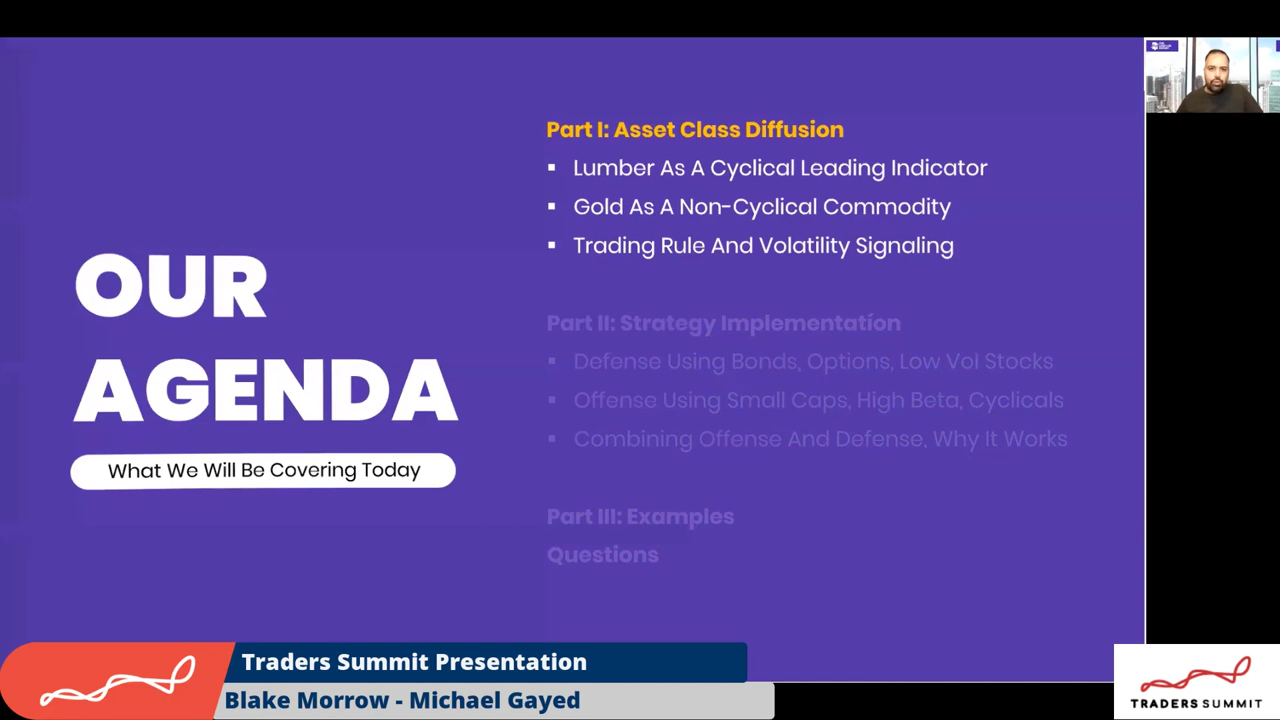 OUR
AGENDA
What We Will Be Covering Today
Part I: Asset Class Diffusion
▪ Lumber As A Cyclical Leading Indicator
▪ Gold As A Non-Cyclical Commodity
▪ Trading Rule And Volatility Signaling
Part II: Strategy Implementation
▪ Defense Using Bonds, Options, Low Vol Stocks
▪ Offense Using Small Caps, High Beta, Cyclicals
▪ Combining Offense And Defense, Why It Works
Part III: Examples
Questions
Traders Summit Presentation
Blake Morrow - Michael Gayed
TRADERS SUMMIT